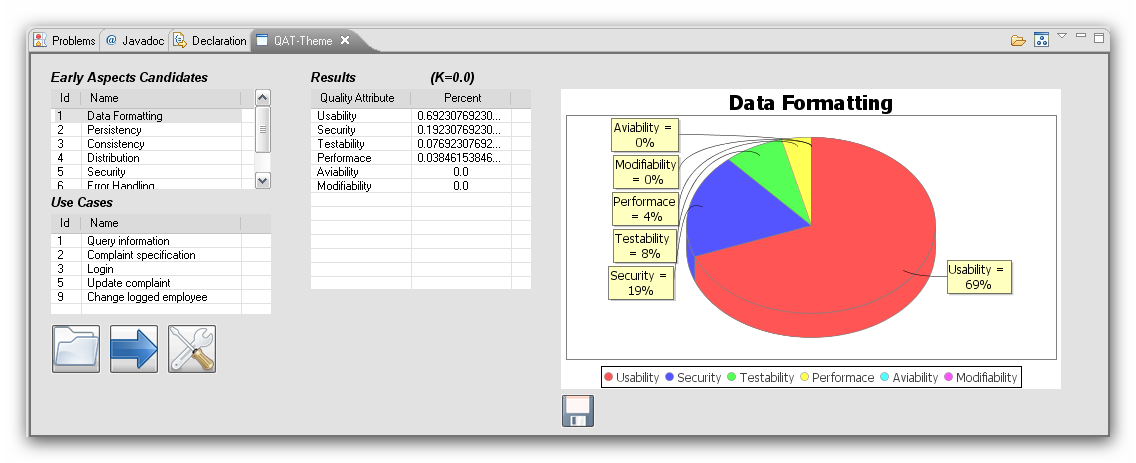 Problems @ Javadoc Declaration QAT-Theme
Early Aspects Candidates
Id Name
1 Data Formatting
2 Persistency
3 Consistency
4 Distribution
5 Security
6 Error Handling
Use Cases
Id Name
1 Query information
2 Complaint specification
3 Login
5 Update complaint
9 Change logged employee
Results (K=0.0)
Quality Attribute Percent
Usability 0.69230769230...
Security 0.19230769230...
Testability 0.07692307692...
Performace 0.03846153846...
Aviability 0.0
Modifiability 0.0
Data Formatting
Aviability =
0%
Modifiability
= 0%
Performace
= 4%
Testability
= 8%
Security =
19%
Usability =
69%
Usability Security Testability Performace Aviability Modifiability